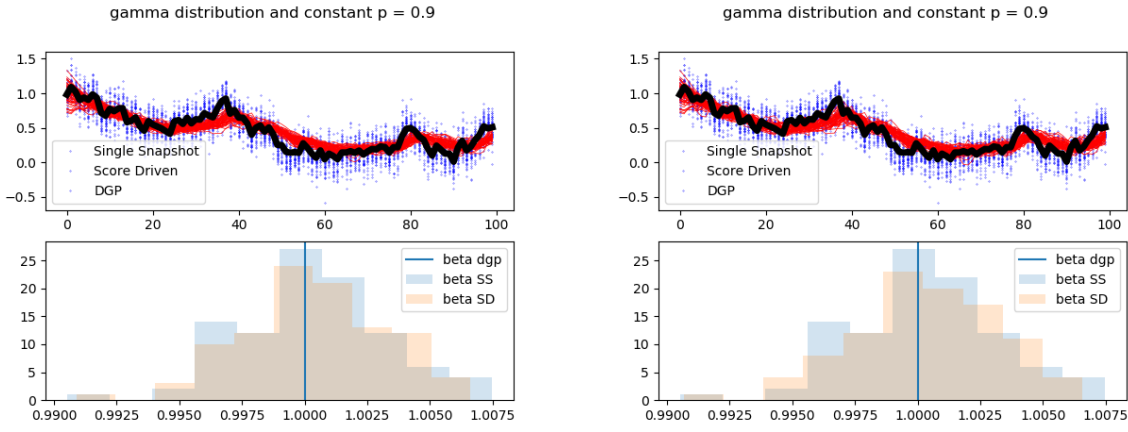 gamma distribution and constant p = 0.9
1.5
1.0
0.5
0.0
−0.5
Single Snapshot
Score Driven
DGP
0 20 40 60 80 100
25
20
15
10
5
0
beta dgp
beta SS
beta SD
0.9900 0.9925 0.9950 0.9975 1.0000 1.0025 1.0050 1.0075
gamma distribution and constant p = 0.9
1.5
1.0
0.5
0.0
−0.5
Single Snapshot
Score Driven
DGP
0 20 40 60 80 100
25
20
15
10
5
0
beta dgp
beta SS
beta SD
0.9900 0.9925 0.9950 0.9975 1.0000 1.0025 1.0050 1.0075